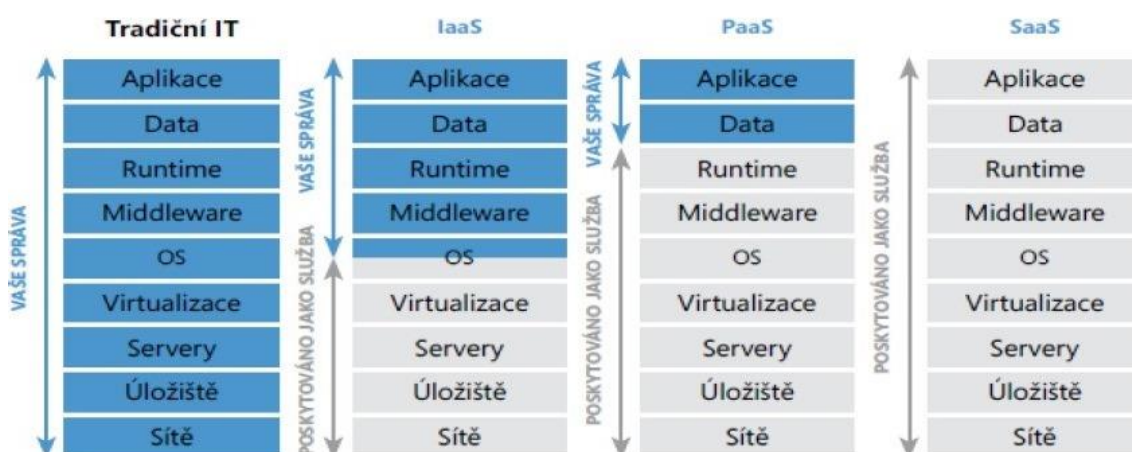 Tradiční IT
VAŠE SPRÁVA
Aplikace
Data
Runtime
Middleware
OS
Virtualizace
Servery
Úložiště
Sítě
IaaS
VAŠE SPRÁVA
POSKYTOVÁNO JAKO SLUŽBA
Aplikace
Data
Runtime
Middleware
OS
Virtualizace
Servery
Úložiště
Sítě
PaaS
VAŠE SPRÁVA
POSKYTOVÁNO JAKO SLUŽBA
Aplikace
Data
Runtime
Middleware
OS
Virtualizace
Servery
Úložiště
Sítě
SaaS
POSKYTOVÁNO JAKO SLUŽBA
Aplikace
Data
Runtime
Middleware
OS
Virtualizace
Servery
Úložiště
Sítě